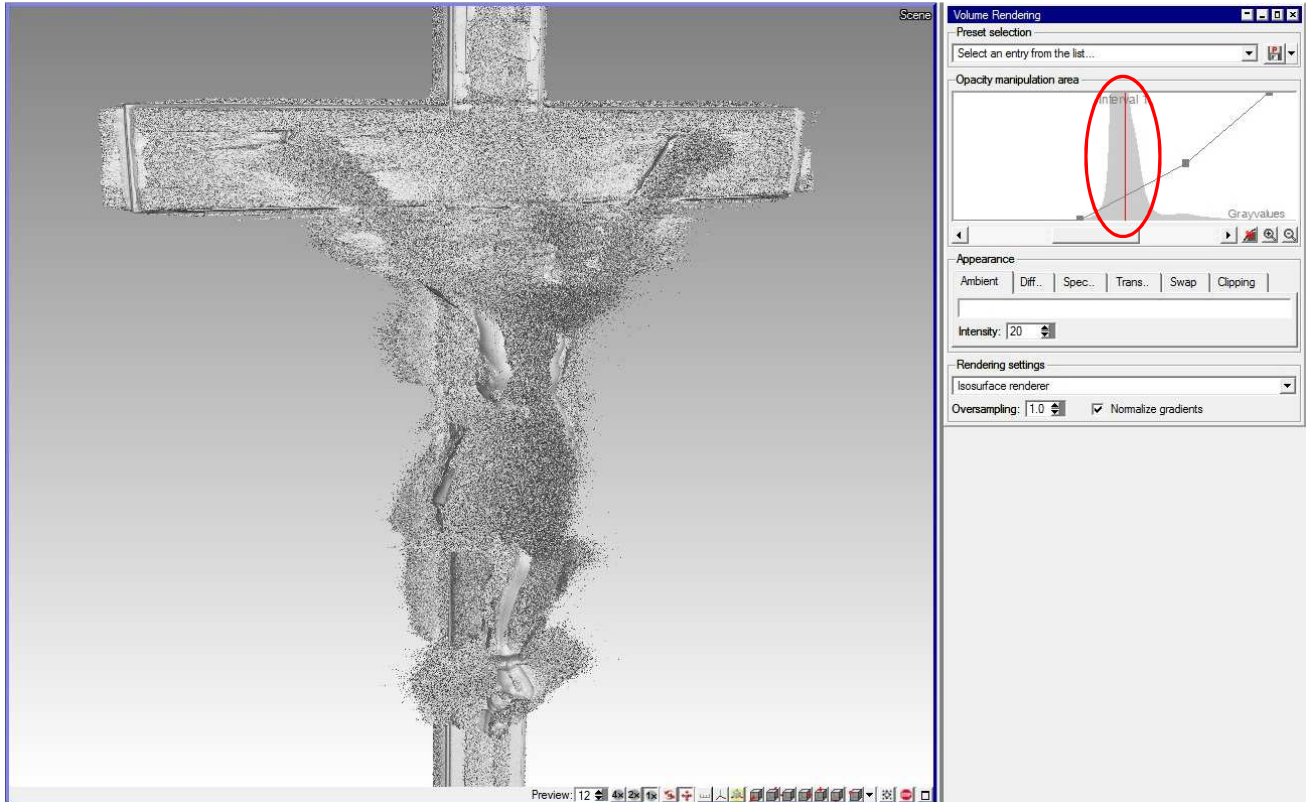 Scene
Volume Rendering
Preset selection
Select an entry from the list...
Opacity manipulation area
Interval 1
Grayvalues
Appearance
Ambient Diff.. Spec.. Trans.. Swap Clipping
Intensity: 20
Rendering settings
Isosurface renderer
Oversampling: 1.0 Normalize gradients
Preview: 12 4x 2x 1x